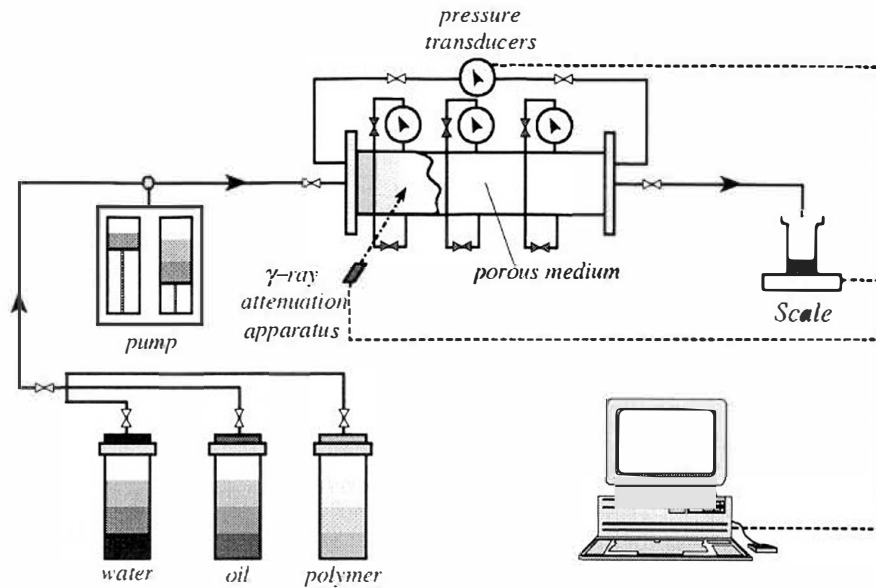 pressure
transducers
γ-ray
attenuation
apparatus
porous medium
Scale
pump
water
oil
polymer